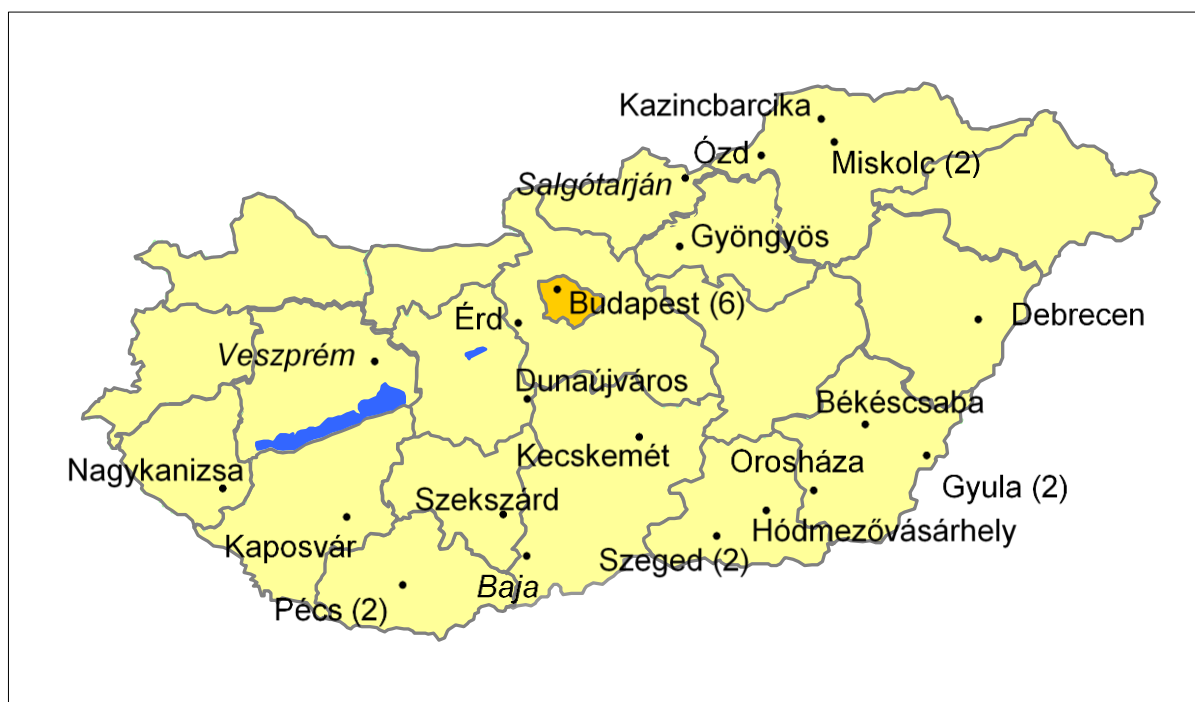 Kazincbarcika
Ózd
Miskolc (2)
Salgótarján
Gyöngyös
Budapest (6)
Érd
Debrecen
Veszprém
Dunaújváros
Békéscsaba
Kecskemét
Orosháza
Nagykanizsa
Gyula (2)
Szekszárd
Hódmezővásárhely
Kaposvár
Szeged (2)
Baja
Pécs (2)